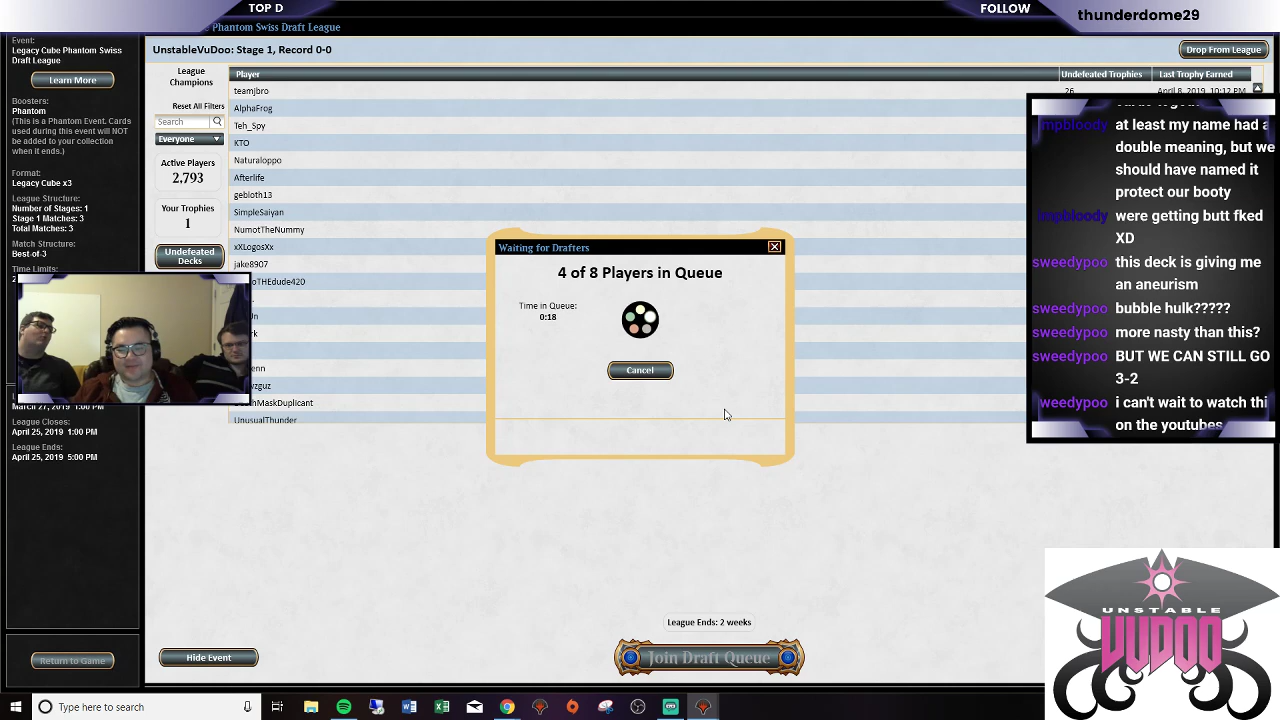 TOP D
FOLLOW
thunderdome29
Phantom Swiss Draft League
Event:
Legacy Cube Phantom Swiss
Draft League
Learn More
Boosters:
Phantom
(This is a Phantom Event. Cards
used during this event will NOT
be added to your collection
when it ends.)
Format:
Legacy Cube x3
League Structure:
Number of Stages: 1
Stage 1 Matches: 3
Total Matches: 3
Match Structure:
Best of 3
Time Limits:
March 27, 2019 1:00 PM
League Closes:
April 25, 2019 1:00 PM
League Ends:
April 25, 2019 5:00 PM
Return to Game
UnstableVuDoo: Stage 1, Record 0-0
Drop From League
League
Champions
Reset All Filters
Search
Everyone
Active Players
2,793
Your Trophies
1
Undefeated
Decks
Player
Undefeated Trophies
Last Trophy Earned
teamjbro
26
April 8, 2019, 10:12 PM
AlphaFrog
Teh_Spy
KTO
Naturaloppo
Afterlife
gebloth13
SimpleSaiyan
NumotTheNummy
xXLogosXx
jake8907
UnusualThunder
Waiting for Drafters
4 of 8 Players in Queue
Time in Queue:
0:18
Cancel
League Ends: 2 weeks
Hide Event
Join Draft Queue
mpbloody at least my name had a
double meaning, but we
should have named it
protect our booty
mpbloody were getting butt fked
XD
sweedypoo this deck is giving me
an aneurism
sweedypoo bubble hulk?????
sweedypoo more nasty than this?
sweedypoo BUT WE CAN STILL GO
3-2
weedypoo i can't wait to watch thi
on the youtubes
UNSTABLE
VUDOO
Type here to search